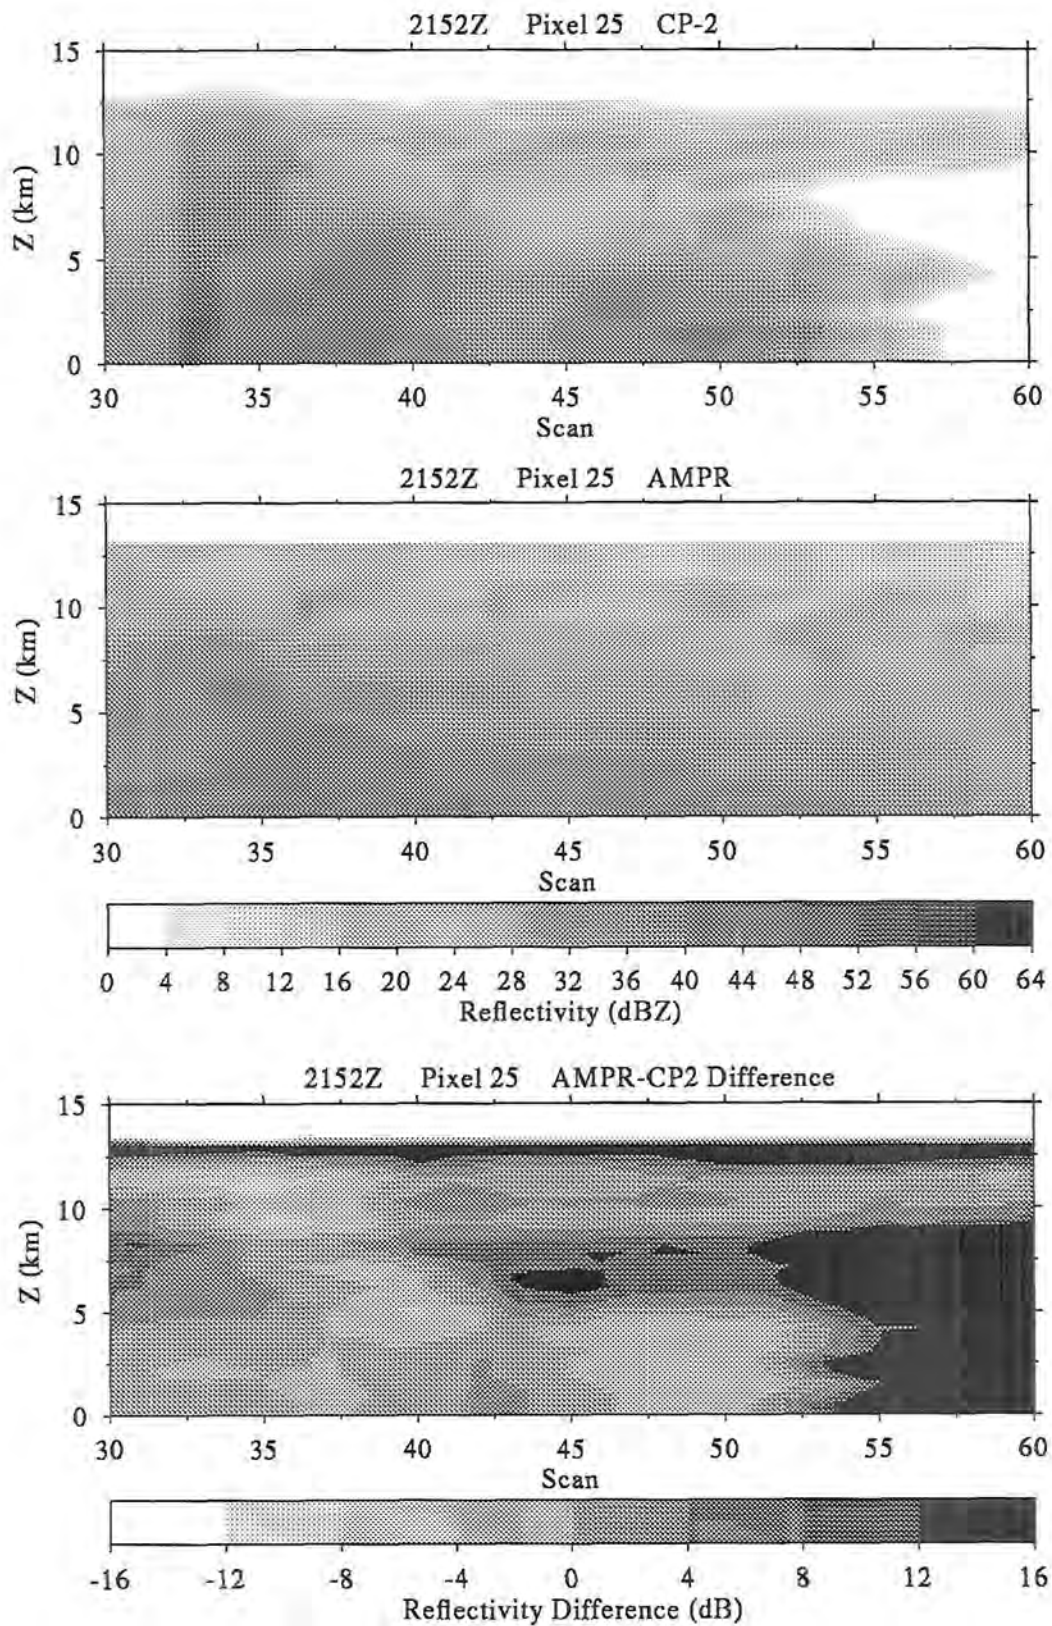 2152Z Pixel 25 CP-2
15
10
5
0
Z (km)
30 35 40 45 50 55 60
Scan
2152Z Pixel 25 AMPR
15
10
5
0
Z (km)
30 35 40 45 50 55 60
Scan
0 4 8 12 16 20 24 28 32 36 40 44 48 52 56 60 64
Reflectivity (dBZ)
2152Z Pixel 25 AMPR-CP2 Difference
15
10
5
0
Z (km)
30 35 40 45 50 55 60
Scan
-16 -12 -8 -4 0 4 8 12 16
Reflectivity Difference (dB)